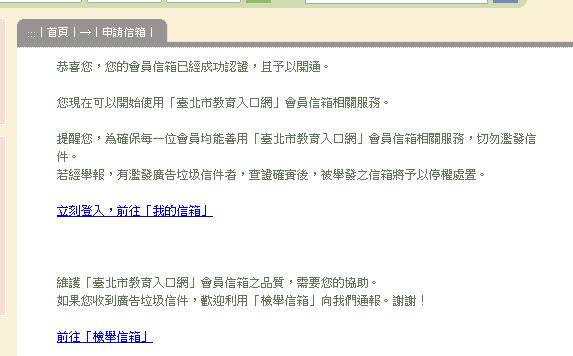 ::: | 首頁 | → | 申請信箱 |
恭喜您，您的會員信箱已經成功認證，且予以開通。
您現在可以開始使用「臺北市教育入口網」會員信箱相關服務。
提醒您，為確保每一位會員均能善用「臺北市教育入口網」會員信箱相關服務，切勿濫發信
件。
若經舉報，有濫發廣告垃圾信件者，查證確實後，被舉發之信箱將予以停權處置。
立刻登入，前往「我的信箱」
維護「臺北市教育入口網」會員信箱之品質，需要您的協助。
如果您收到廣告垃圾信件，歡迎利用「檢舉信箱」向我們通報。謝謝！
前往「檢舉信箱」